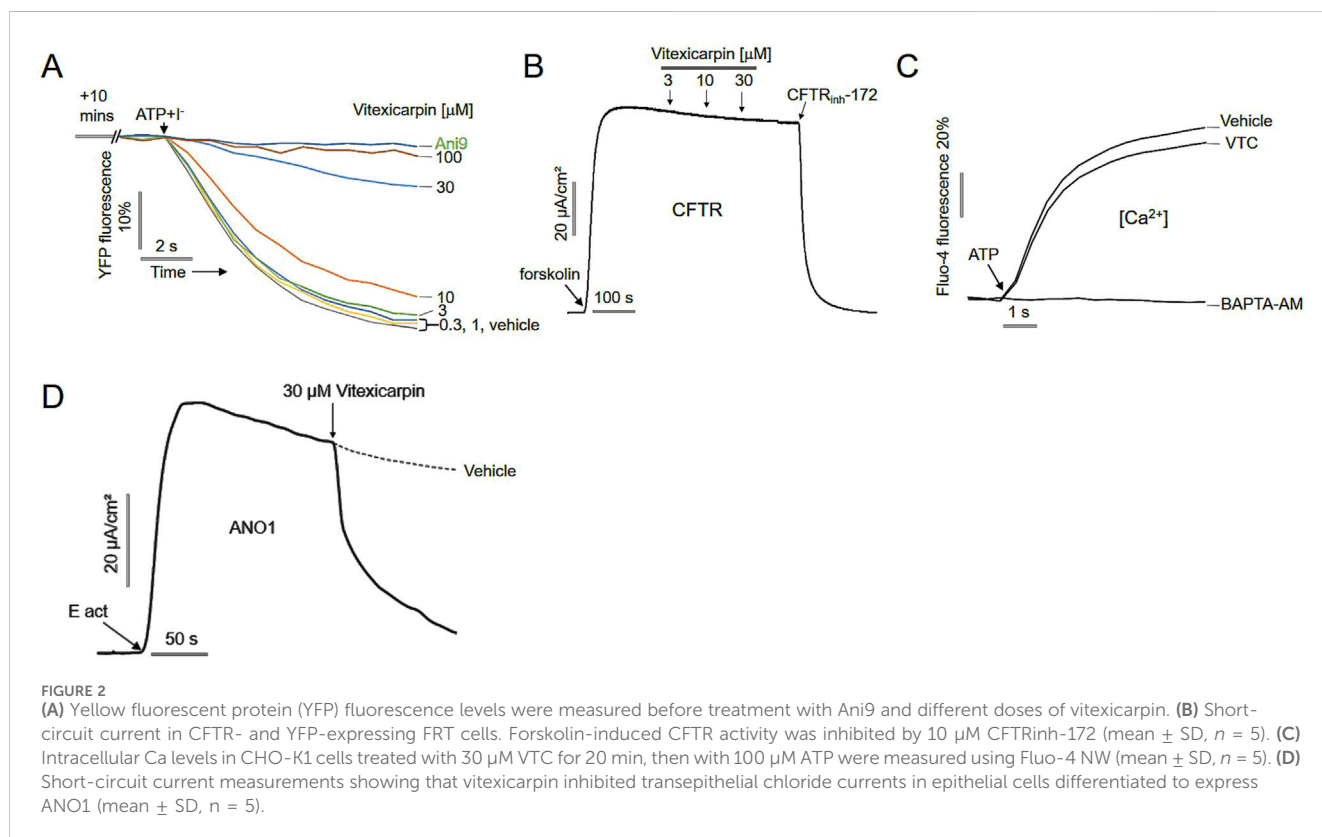 A
+10
mins
ATP+I-
Vitexicarpin [µM]
Ani9
100
30
10
3
0.3, 1, vehicle
YFP fluorescence
10%
2 s
Time
B
Vitexicarpin [µM]
3 10 30
CFTRinh-172
20 µA/cm²
CFTR
forskolin
100 s
C
Vehicle
VTC
Fluo-4 fluorescence 20%
[Ca2+]
ATP
BAPTA-AM
1 s
D
30 µM Vitexicarpin
Vehicle
20 µA/cm²
ANO1
E act
50 s
FIGURE 2
(A) Yellow fluorescent protein (YFP) fluorescence levels were measured before treatment with Ani9 and different doses of vitexicarpin. (B) Short-
circuit current in CFTR- and YFP-expressing FRT cells. Forskolin-induced CFTR activity was inhibited by 10 µM CFTRinh-172 (mean ± SD, n = 5). (C)
Intracellular Ca levels in CHO-K1 cells treated with 30 µM VTC for 20 min, then with 100 µM ATP were measured using Fluo-4 NW (mean ± SD, n = 5). (D)
Short-circuit current measurements showing that vitexicarpin inhibited transepithelial chloride currents in epithelial cells differentiated to express
ANO1 (mean ± SD, n = 5).